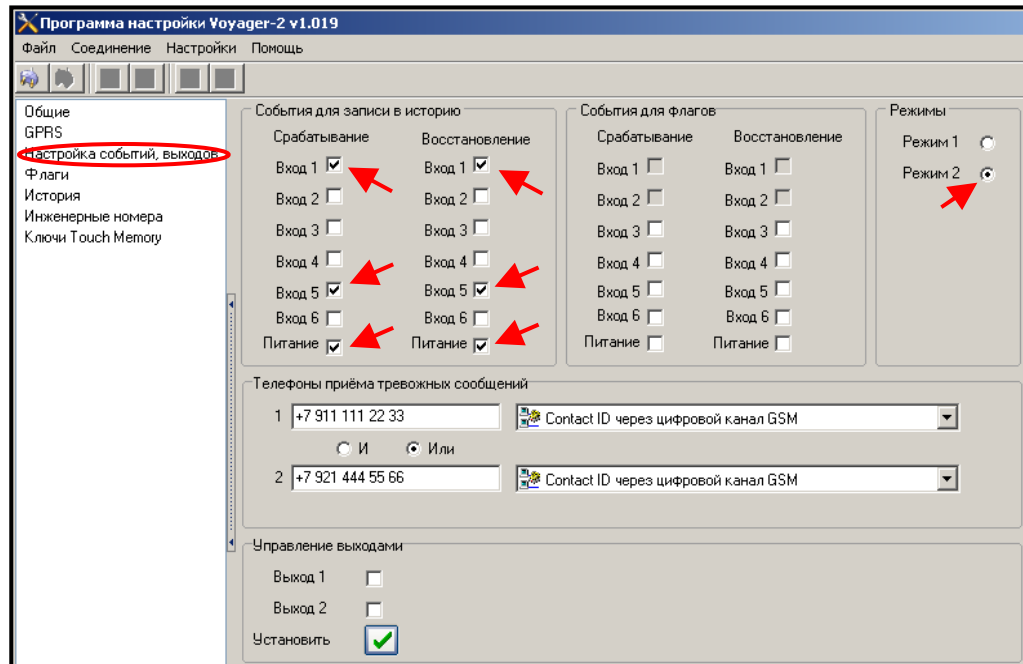 Программа настройки Voyager-2 v1.019
Файл Соединение Настройки Помощь
Общие
GPRS
Настройка событий, выходов
Флаги
История
Инженерные номера
Ключи Touch Memory
События для записи в историю
Срабатывание Восстановление
Вход 1 Вход 1
Вход 2 Вход 2
Вход 3 Вход 3
Вход 4 Вход 4
Вход 5 Вход 5
Вход 6 Вход 6
Питание Питание
События для флагов
Срабатывание Восстановление
Вход 1 Вход 1
Вход 2 Вход 2
Вход 3 Вход 3
Вход 4 Вход 4
Вход 5 Вход 5
Вход 6 Вход 6
Питание Питание
Режимы
Режим 1
Режим 2
Телефоны приёма тревожных сообщений
1 +7 911 111 22 33 Contact ID через цифровой канал GSM
И Или
2 +7 921 444 55 66 Contact ID через цифровой канал GSM
Управление выходами
Выход 1
Выход 2
Установить